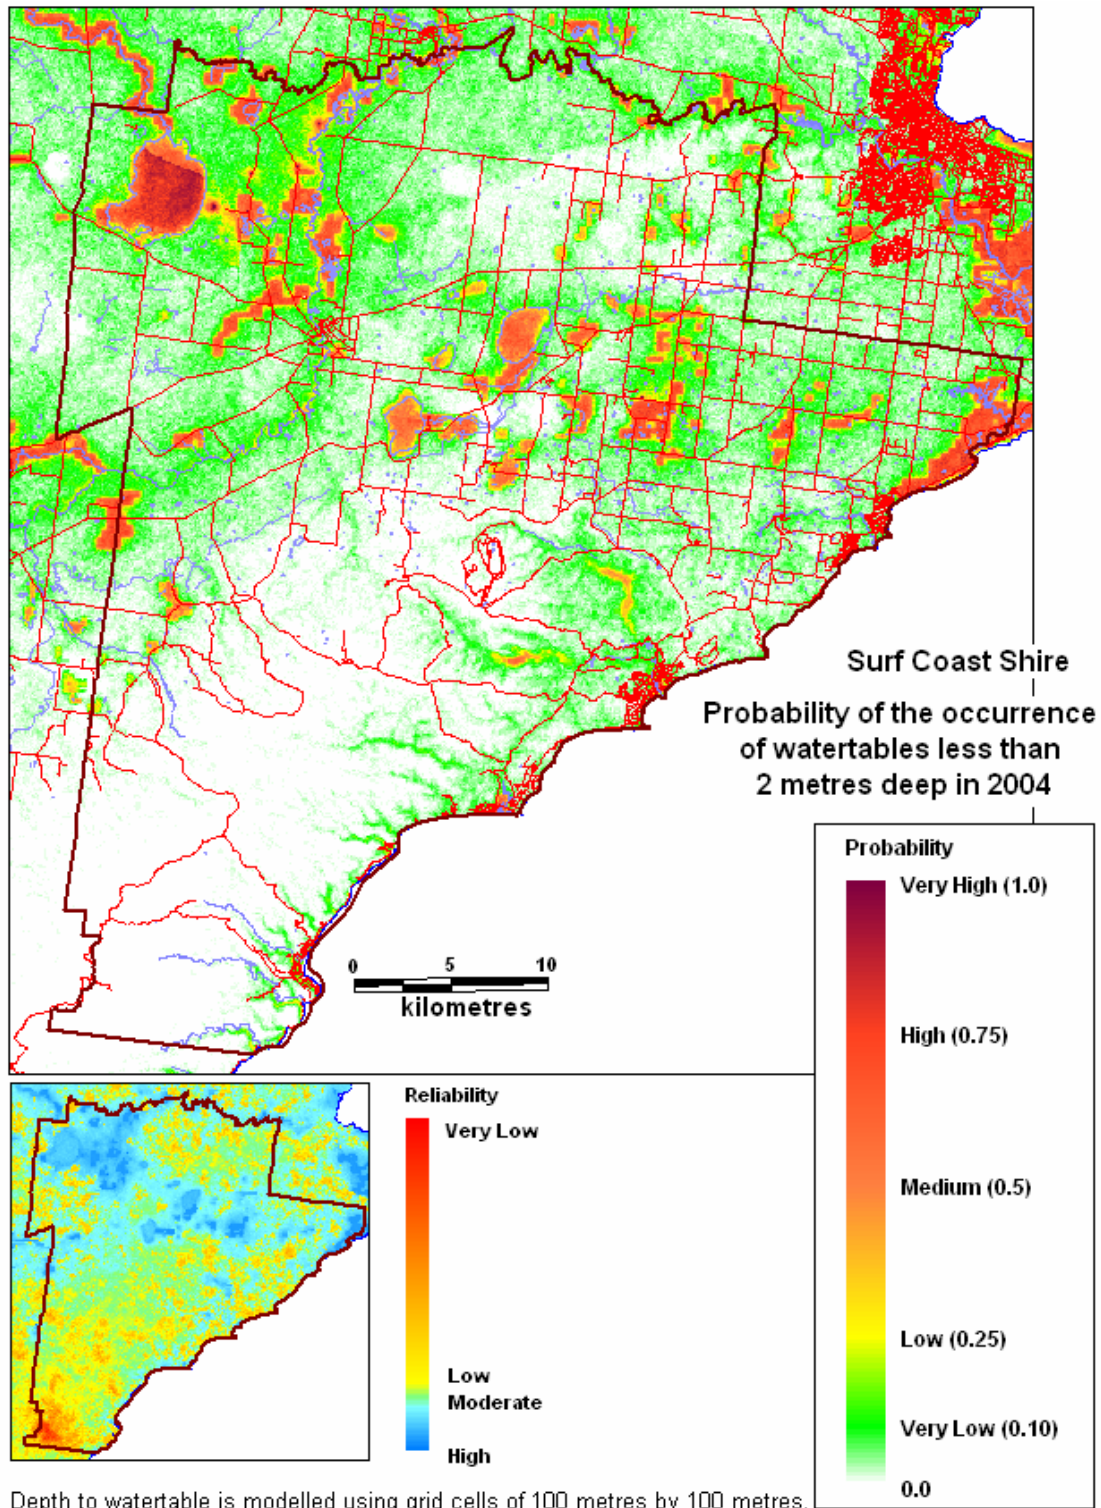 Surf Coast Shire
Probability of the occurrence
of watertables less than
2 metres deep in 2004
0 5 10
kilometres
Probability
Very High (1.0)
High (0.75)
Medium (0.5)
Low (0.25)
Very Low (0.10)
0.0
Reliability
Very Low
Low
Moderate
High
Depth to watertable is modelled using grid cells of 100 metres by 100 metres.